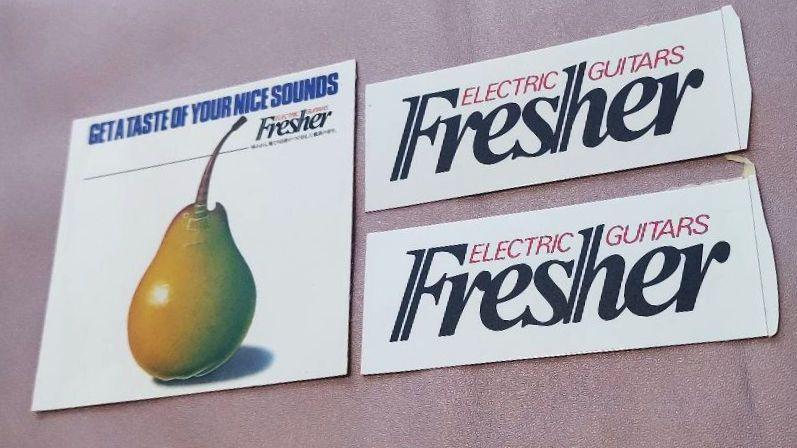 GET A TASTE OF YOUR NICE SOUNDS
ELECTRIC GUITARS
Fresher
ELECTRIC GUITARS
Fresher
ELECTRIC GUITARS
Fresher